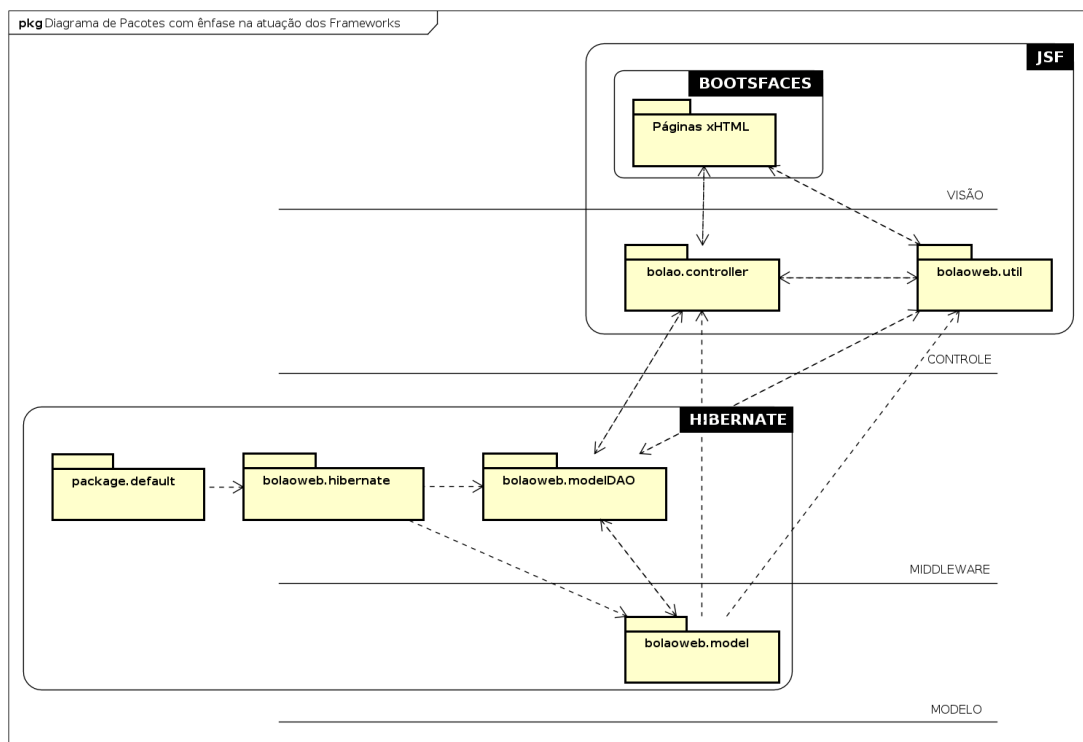 pkg Diagrama de Pacotes com ênfase na atuação dos Frameworks
JSF
BOOTSFACES
Páginas xHTML
VISÃO
bolao.controller
bolaoweb.util
CONTROLE
HIBERNATE
package.default
bolaoweb.hibernate
bolaoweb.modelDAO
MIDDLEWARE
bolaoweb.model
MODELO